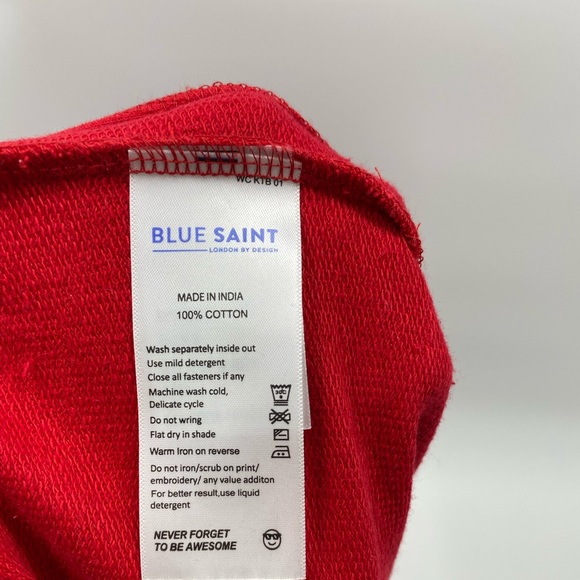 WC KTB 01
BLUE SAINT
LONDON BY DESIGN
MADE IN INDIA
100% COTTON
Wash separately inside out
Use mild detergent
Close all fasteners if any
Machine wash cold,
Delicate cycle
Do not wring
Flat dry in shade
Warm Iron on reverse
Do not iron/scrub on print/
embroidery/ any value additon
For better result,use liquid
detergent
NEVER FORGET
TO BE AWESOME